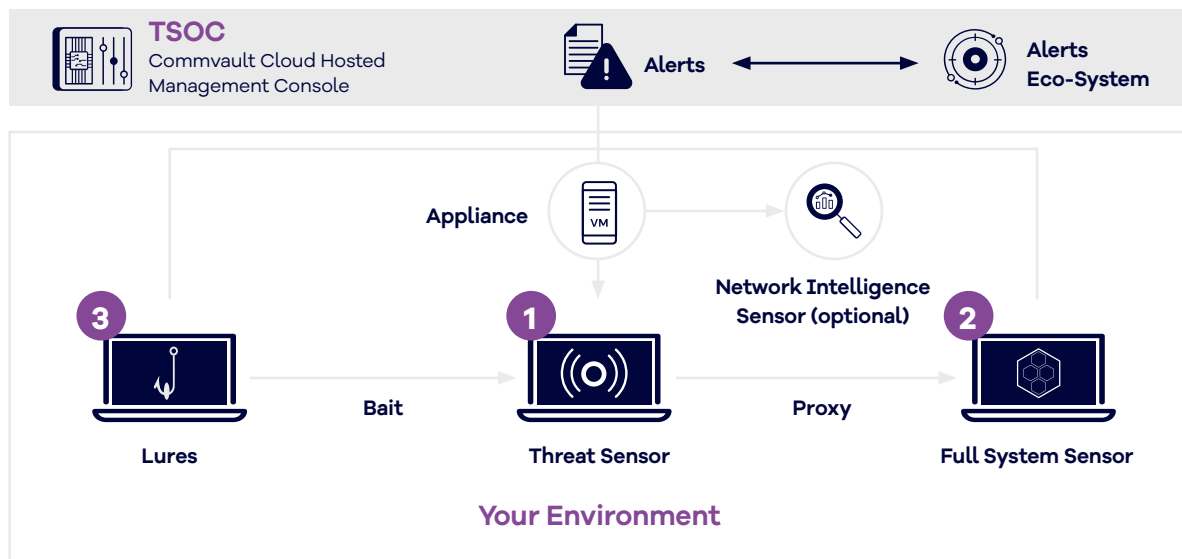 TSOC
Commvault Cloud Hosted
Management Console
Alerts
Alerts
Eco-System
Appliance
VM
Network Intelligence
Sensor (optional)
3
1
2
Bait
Proxy
Lures
Threat Sensor
Full System Sensor
Your Environment